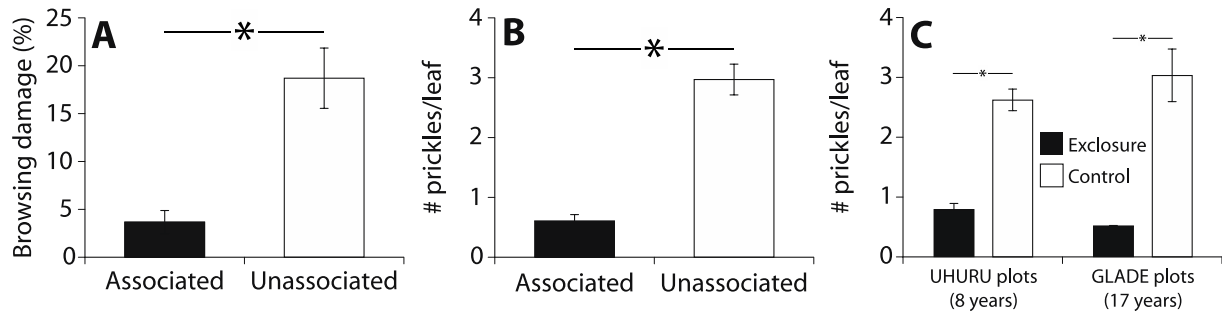 A
Browsing damage (%)
25
20
15
10
5
0
*
Associated
Unassociated
B
# prickles/leaf
4
3
2
1
0
*
Associated
Unassociated
C
# prickles/leaf
4
3
2
1
0
*
*
Exclosure
Control
UHURU plots
(8 years)
GLADE plots
(17 years)